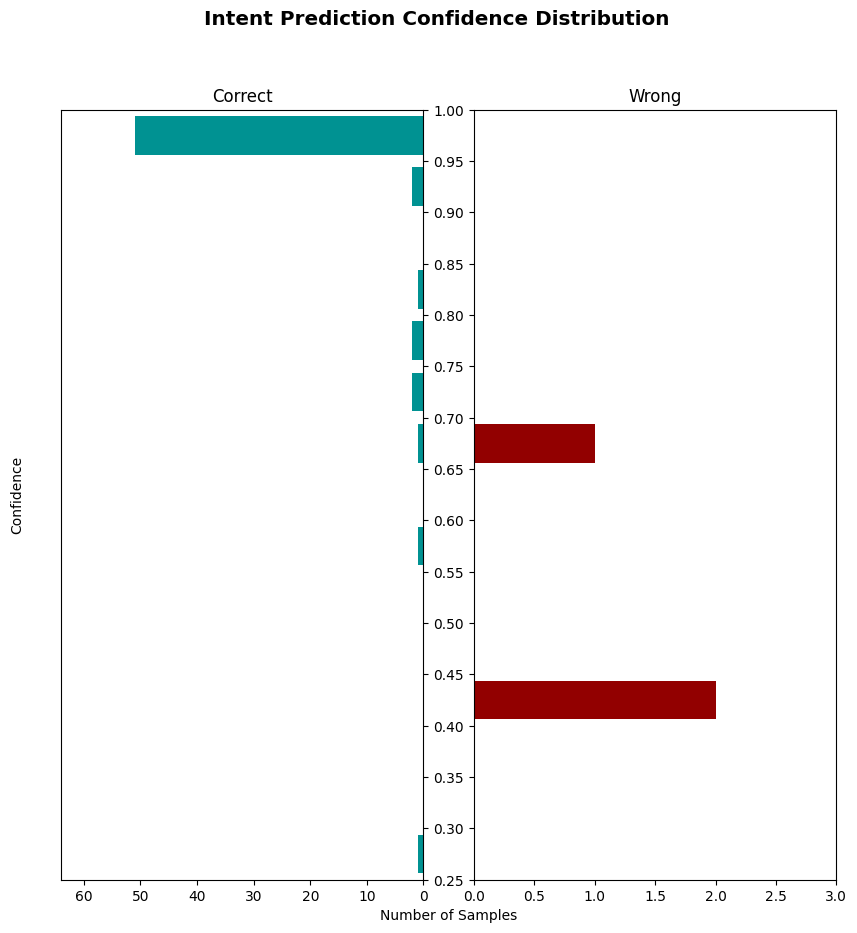 Intent Prediction Confidence Distribution
Correct
Wrong
1.00
0.95
0.90
0.85
0.80
0.75
0.70
0.65
0.60
0.55
0.50
0.45
0.40
0.35
0.30
0.25
Confidence
60 50 40 30 20 10 0
0.0 0.5 1.0 1.5 2.0 2.5 3.0
Number of Samples